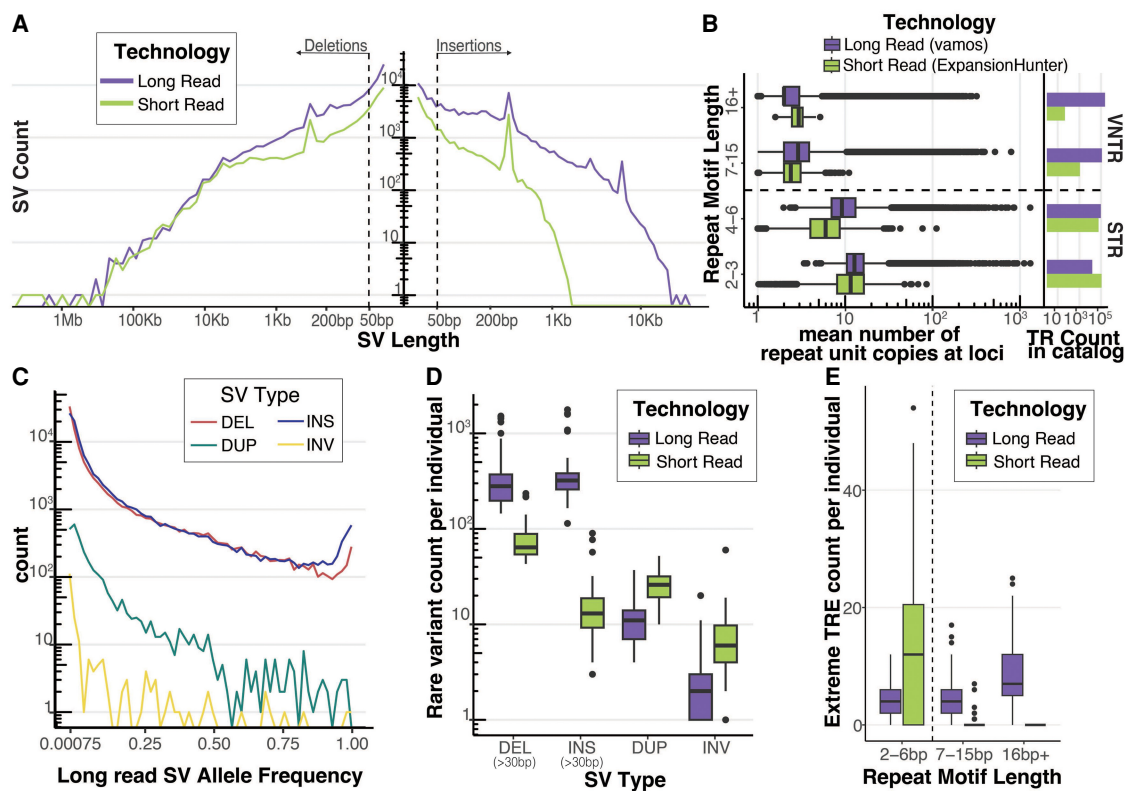 A
Technology
Long Read
Short Read
Deletions
Insertions
SV Count
10⁴
10³
10²
10
1
1Mb
100Kb
10Kb
1Kb
200bp
50bp
50bp
200bp
1Kb
10Kb
SV Length
B
Technology
Long Read (vamos)
Short Read (ExpansionHunter)
Repeat Motif Length
16+
7-15
4–6
2–3
VNTR
STR
1
10
10²
10³
mean number of
repeat unit copies at loci
10 10³ 10⁵
TR Count
in catalog
C
SV Type
DEL
INS
DUP
INV
count
10⁴
10³
10²
10
1
0.00075
0.25
0.50
0.75
1.00
Long read SV Allele Frequency
D
Technology
Long Read
Short Read
Rare variant count per individual
10³
10²
10
1
DEL
(>30bp)
INS
(>30bp)
DUP
INV
SV Type
E
Technology
Long Read
Short Read
Extreme TRE count per individual
40
20
0
2–6bp
7–15bp
16bp+
Repeat Motif Length